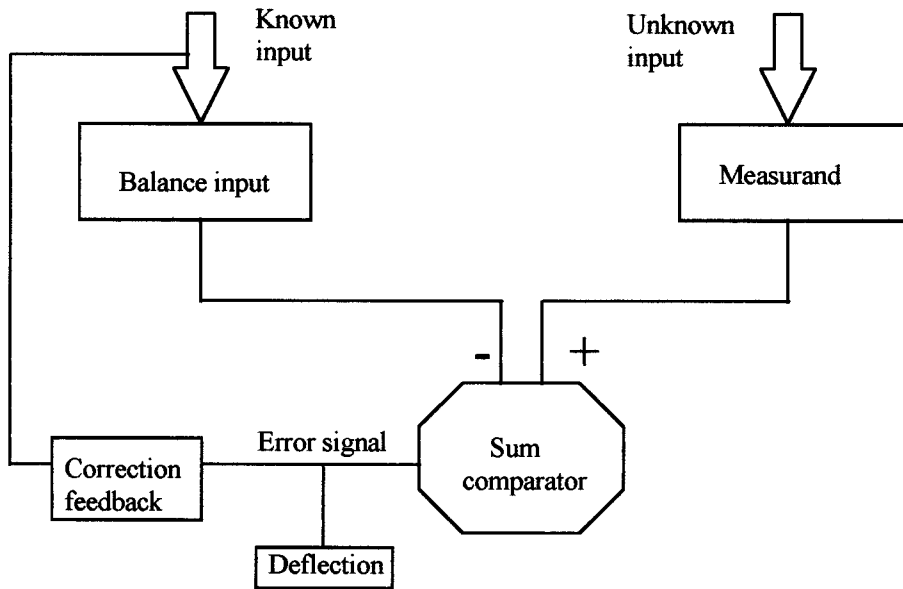 Known
input
Unknown
input
Balance input
Measurand
- +
Error signal
Sum
comparator
Correction
feedback
Deflection